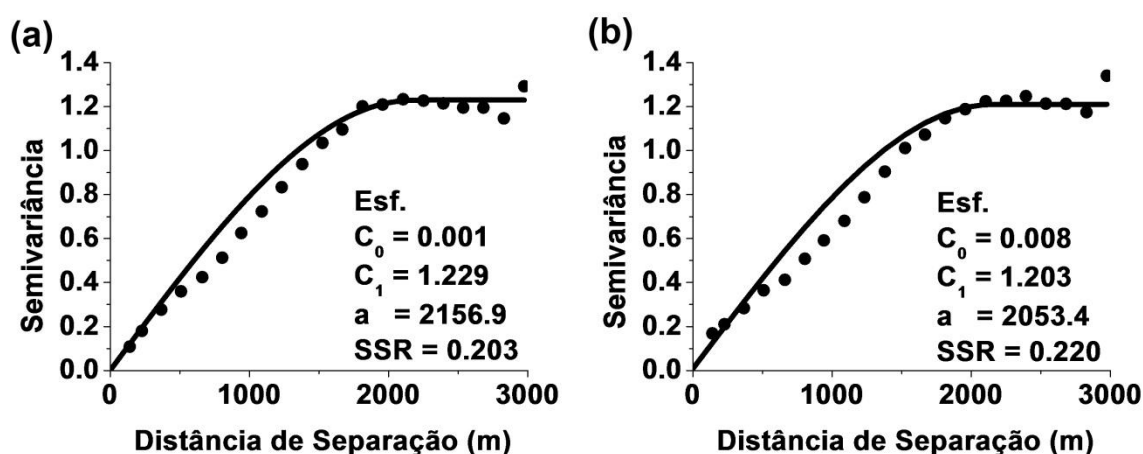 (a)
1.4
1.2
1.0
0.8
0.6
0.4
0.2
0.0
Semivariância
Esf.
C₀ = 0.001
C₁ = 1.229
a = 2156.9
SSR = 0.203
0 1000 2000 3000
Distância de Separação (m)
(b)
1.4
1.2
1.0
0.8
0.6
0.4
0.2
0.0
Semivariância
Esf.
C₀ = 0.008
C₁ = 1.203
a = 2053.4
SSR = 0.220
0 1000 2000 3000
Distância de Separação (m)